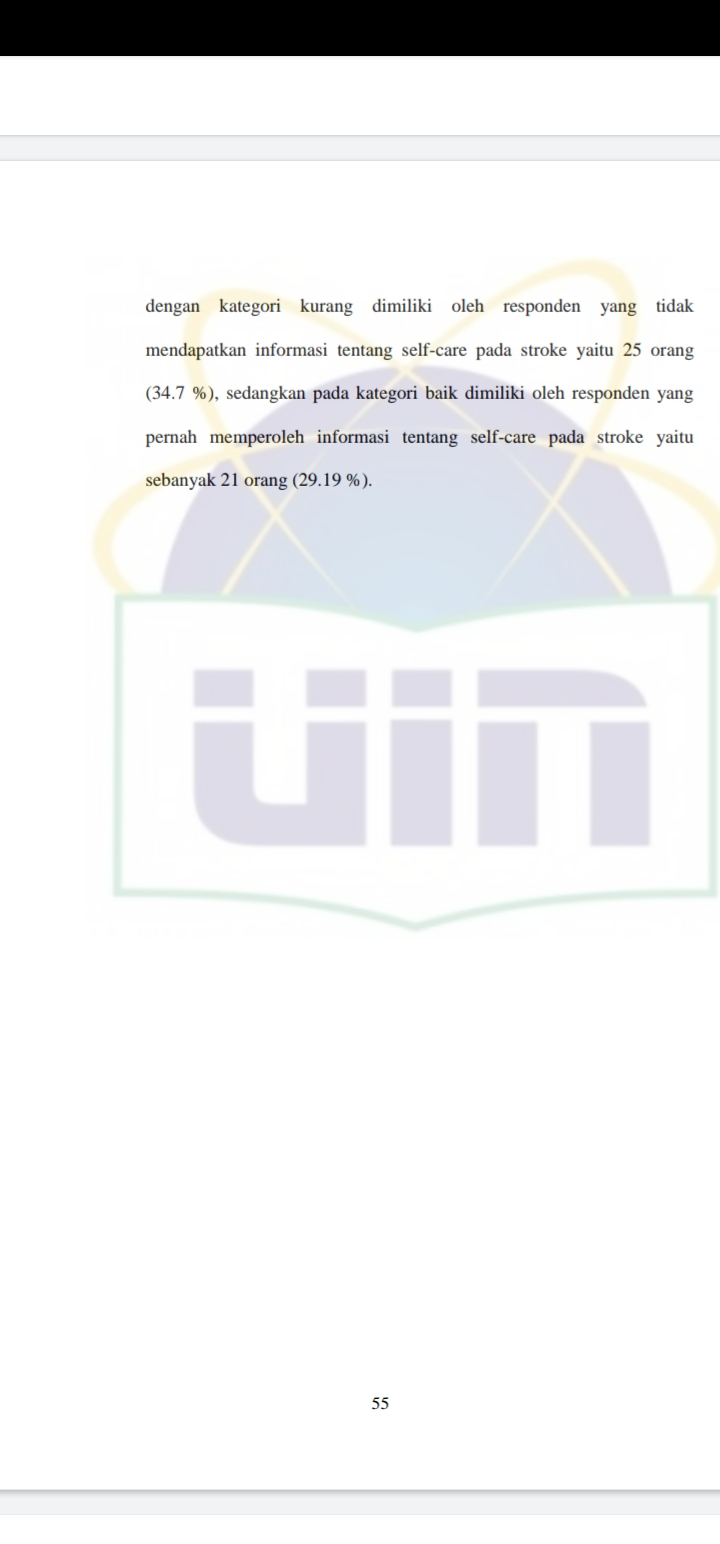 dengan kategori kurang dimiliki oleh responden yang tidak
mendapatkan informasi tentang self-care pada stroke yaitu 25 orang
(34.7 %), sedangkan pada kategori baik dimiliki oleh responden yang
pernah memperoleh informasi tentang self-care pada stroke yaitu
sebanyak 21 orang (29.19 %).
uin
55